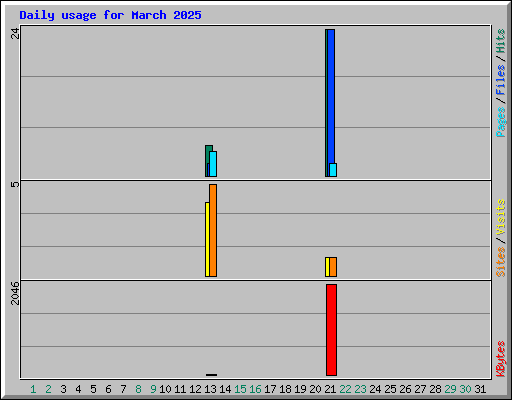 Daily usage for March 2025
24
Pages / Files / Hits
5
Sites / Visits
2046
KBytes
1 2 3 4 5 6 7 8 9 10 11 12 13 14 15 16 17 18 19 20 21 22 23 24 25 26 27 28 29 30 31